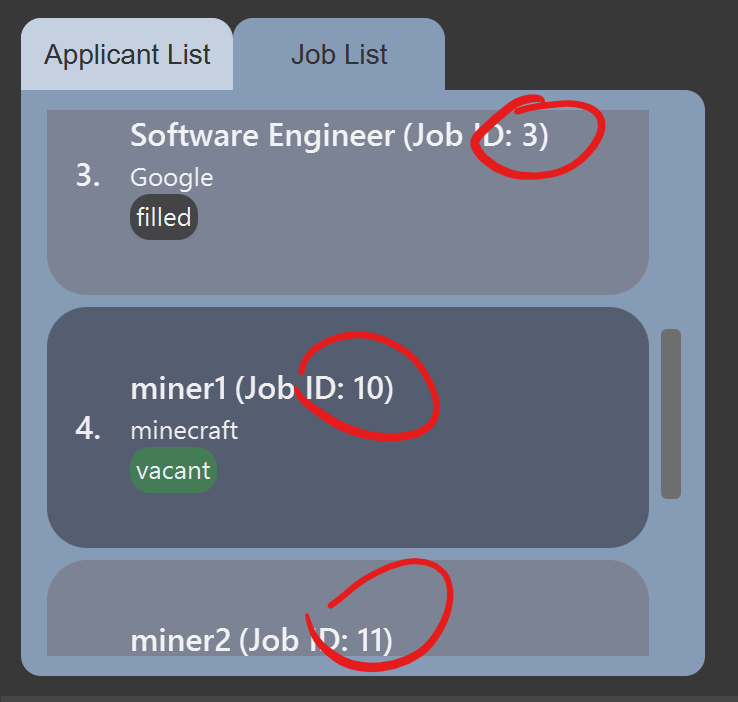 Applicant List
Job List
3.
Software Engineer (Job ID: 3)
Google
filled
4.
miner1 (Job ID: 10)
minecraft
vacant
miner2 (Job ID: 11)